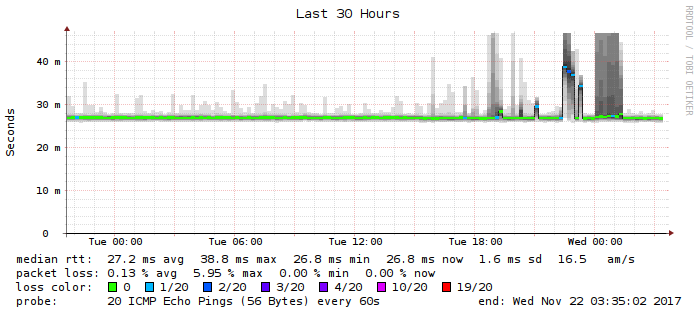 Last 30 Hours
RRDTOOL / TOBI OETIKER
Seconds
40 m
30 m
20 m
10 m
0
Tue 00:00 Tue 06:00 Tue 12:00 Tue 18:00 Wed 00:00
median rtt: 27.2 ms avg 38.8 ms max 26.8 ms min 26.8 ms now 1.6 ms sd 16.5 am/s
packet loss: 0.13 % avg 5.95 % max 0.00 % min 0.00 % now
loss color: 0 1/20 2/20 3/20 4/20 10/20 19/20
probe: 20 ICMP Echo Pings (56 Bytes) every 60s end: Wed Nov 22 03:35:02 2017